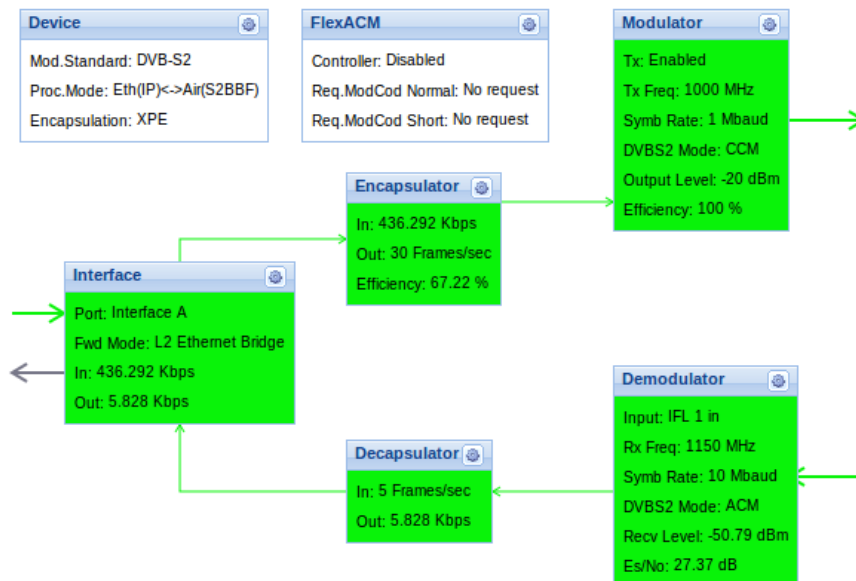 Device
Mod.Standard: DVB-S2
Proc.Mode: Eth(IP)<->Air(S2BBF)
Encapsulation: XPE
FlexACM
Controller: Disabled
Req.ModCod Normal: No request
Req.ModCod Short: No request
Modulator
Tx: Enabled
Tx Freq: 1000 MHz
Symb Rate: 1 Mbaud
DVBS2 Mode: CCM
Output Level: -20 dBm
Efficiency: 100 %
Encapsulator
In: 436.292 Kbps
Out: 30 Frames/sec
Efficiency: 67.22 %
Interface
Port: Interface A
Fwd Mode: L2 Ethernet Bridge
In: 436.292 Kbps
Out: 5.828 Kbps
Decapsulator
In: 5 Frames/sec
Out: 5.828 Kbps
Demodulator
Input: IFL 1 in
Rx Freq: 1150 MHz
Symb Rate: 10 Mbaud
DVBS2 Mode: ACM
Recv Level: -50.79 dBm
Es/No: 27.37 dB